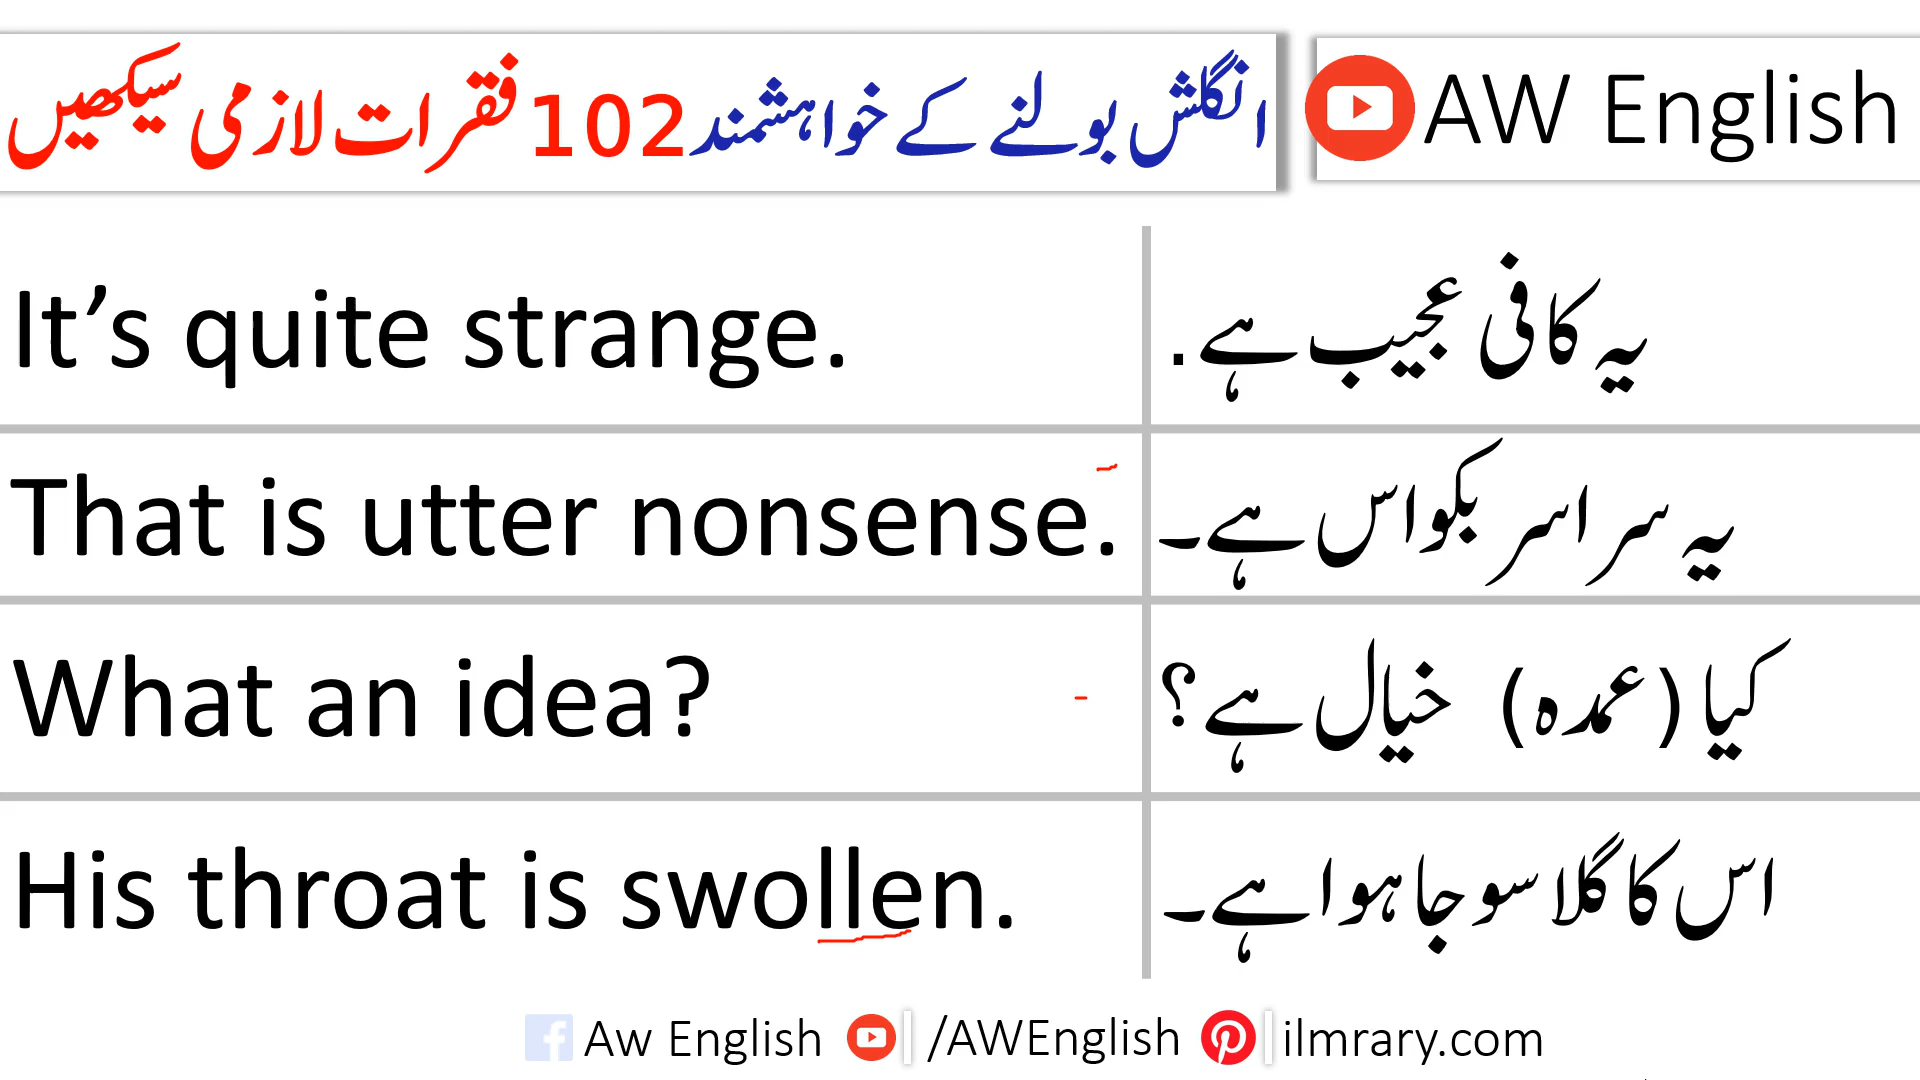 انگلش بولنے کے خواہشمند 102 فقرات لازمی سیکھیں
AW English
It’s quite strange.
یہ کافی عجیب ہے.
That is utter nonsense.
یہ سراسر بکواس ہے۔
What an idea?
کیا (عمدہ) خیال ہے؟
His throat is swollen.
اس کا گلا سوجا ہوا ہے۔
Aw English | /AWEnglish | ilmrary.com